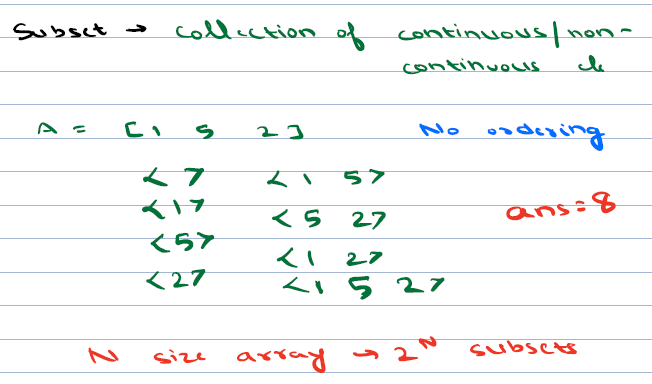 Subset → collection of continuous/non-
continuous ele
A = [1 5 2] No ordering
< > <1 5>
<1> <5 2> ans = 8
<5> <1 2>
<2> <1 5 2>
N size array → 2^N subsets